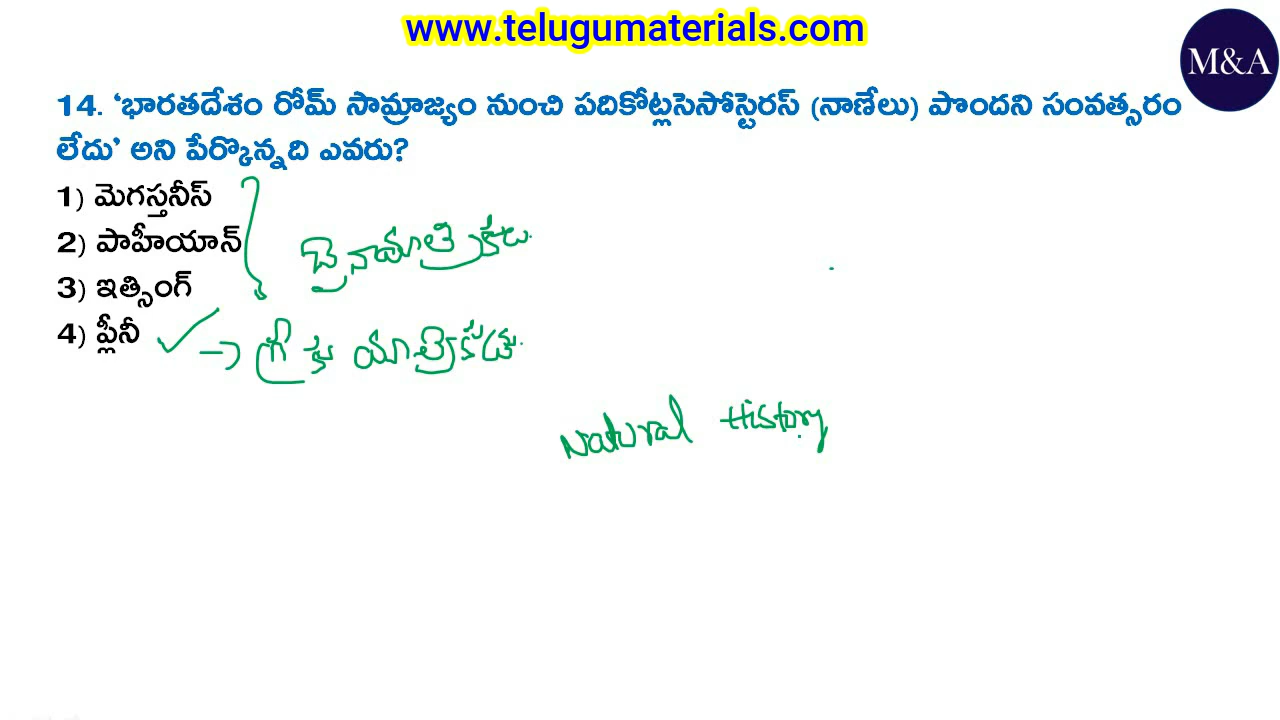 www.telugumaterials.com
M&A
14. ‘భారతదేశం రోమ్ సామ్రాజ్యం నుంచి పదికోట్లసెసోస్టెరస్ (నాణేలు) పొందని సంవత్సరం
లేదు’ అని పేర్కొన్నది ఎవరు?
1) మెగస్తనీస్
2) పాహీయాన్
3) ఇత్సింగ్
చైనాయాత్రికులు
4) ప్లినీ
గ్రీకు యాత్రికుడు
Natural History